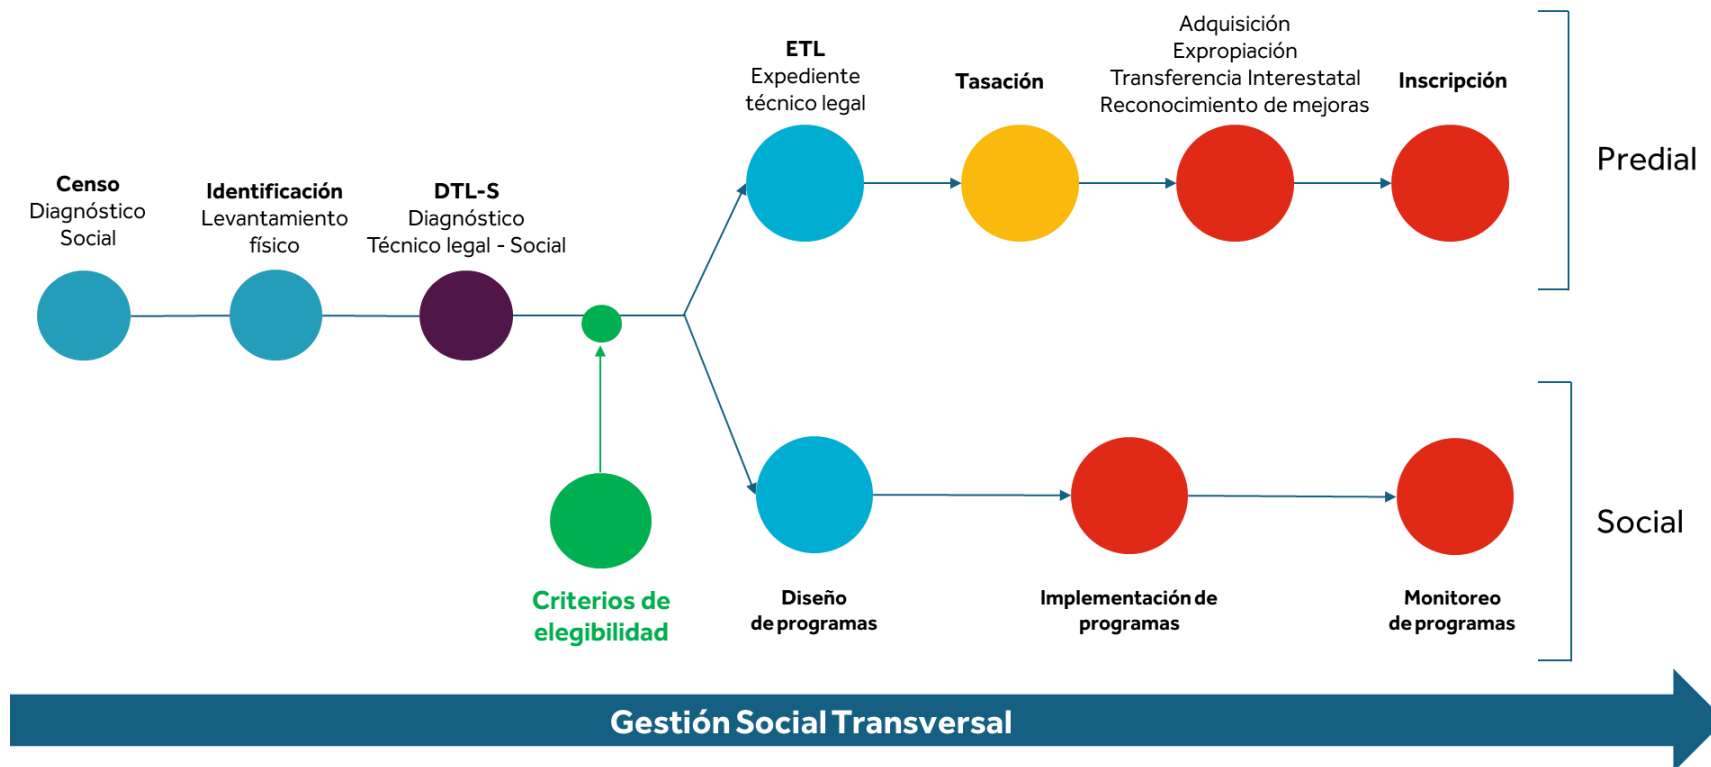 Censo
Diagnóstico
Social
Identificación
Levantamiento
físico
DTL-S
Diagnóstico
Técnico legal - Social
Criterios de
elegibilidad
ETL
Expediente
técnico legal
Tasación
Adquisición
Expropiación
Transferencia Interestatal
Reconocimiento de mejoras
Inscripción
Predial
Diseño
de programas
Implementación de
programas
Monitoreo
de programas
Social
Gestión Social Transversal